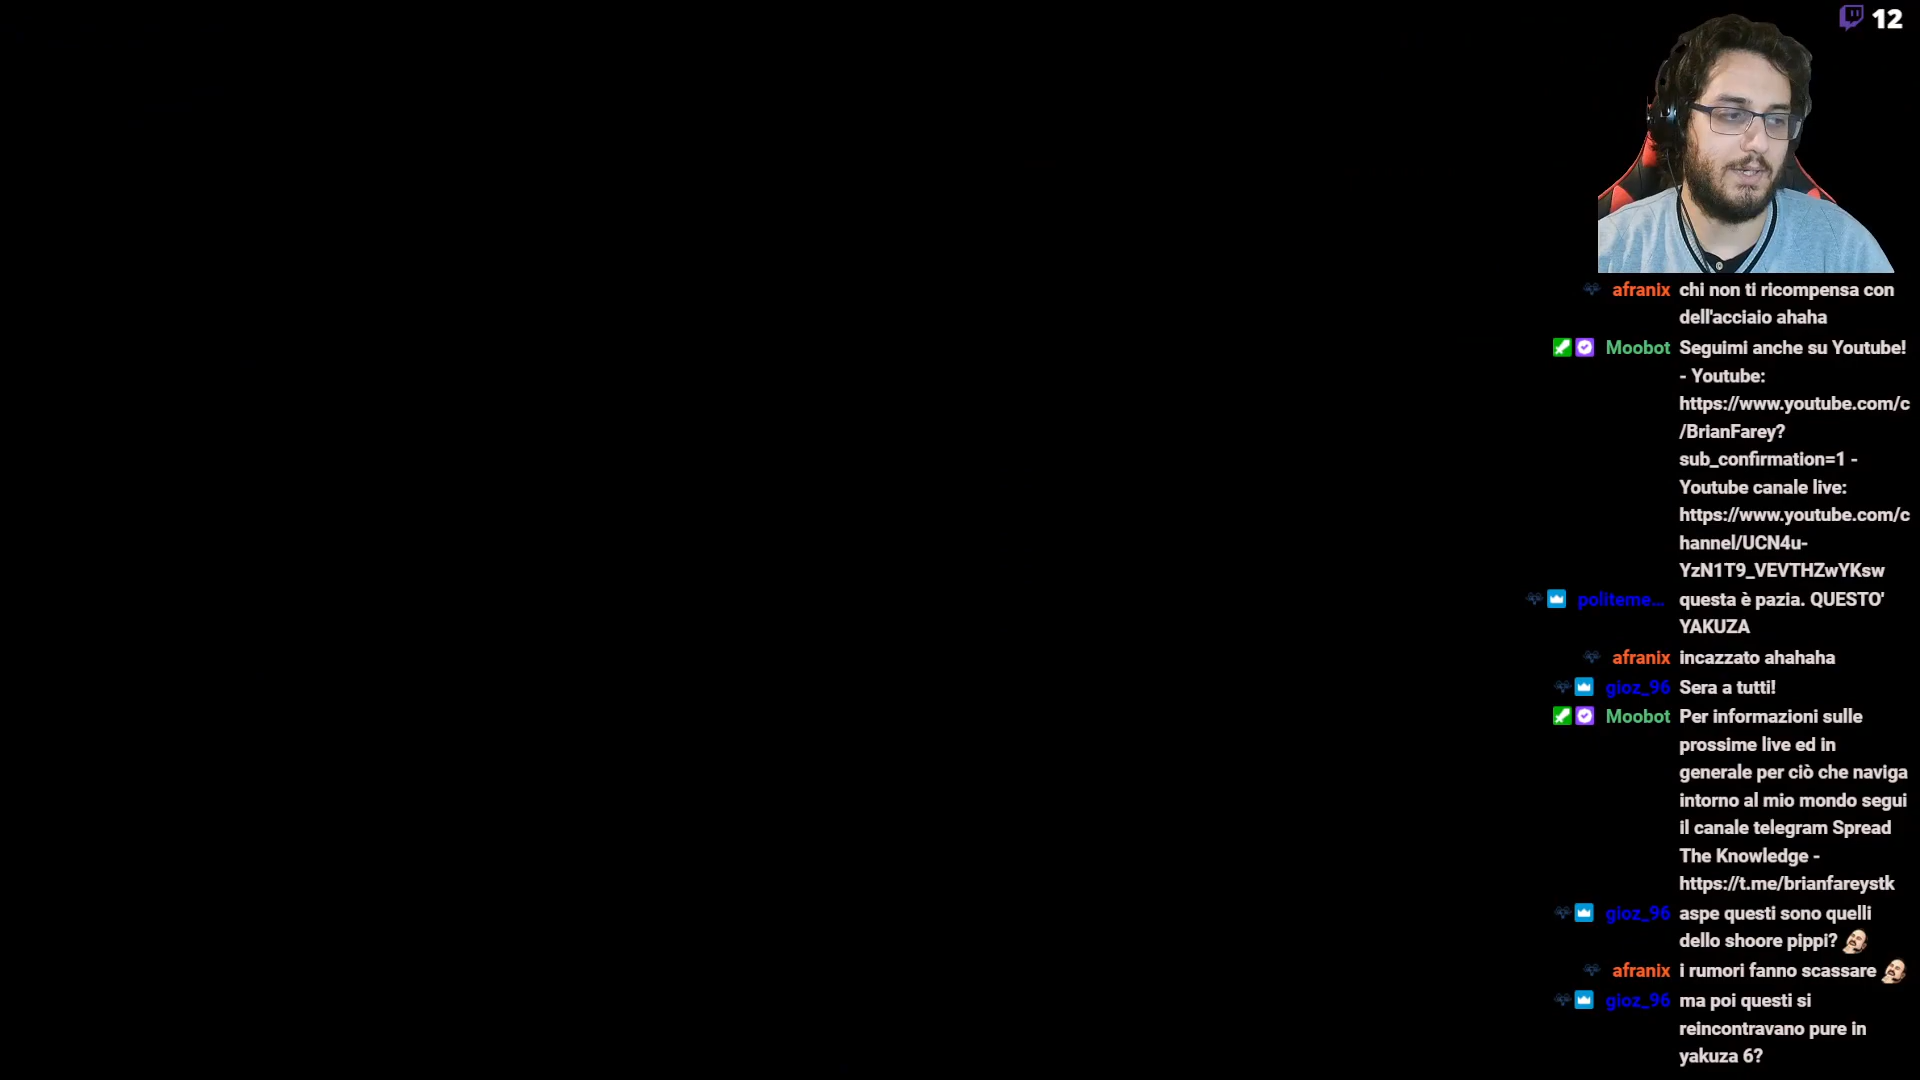 12
afranix chi non ti ricompensa con
dell'acciaio ahaha
Moobot Seguimi anche su Youtube!
- Youtube:
https://www.youtube.com/c
/BrianFarey?
sub_confirmation=1 -
Youtube canale live:
https://www.youtube.com/c
hannel/UCN4u-
YzN1T9_VEVTHZwYKsw
politeme... questa è pazia. QUESTO'
YAKUZA
afranix incazzato ahahaha
gioz_96 Sera a tutti!
Moobot Per informazioni sulle
prossime live ed in
generale per ciò che naviga
intorno al mio mondo segui
il canale telegram Spread
The Knowledge -
https://t.me/brianfareystk
gioz_96 aspe questi sono quelli
dello shoore pippi?
afranix i rumori fanno scassare
gioz_96 ma poi questi si
reincontravano pure in
yakuza 6?